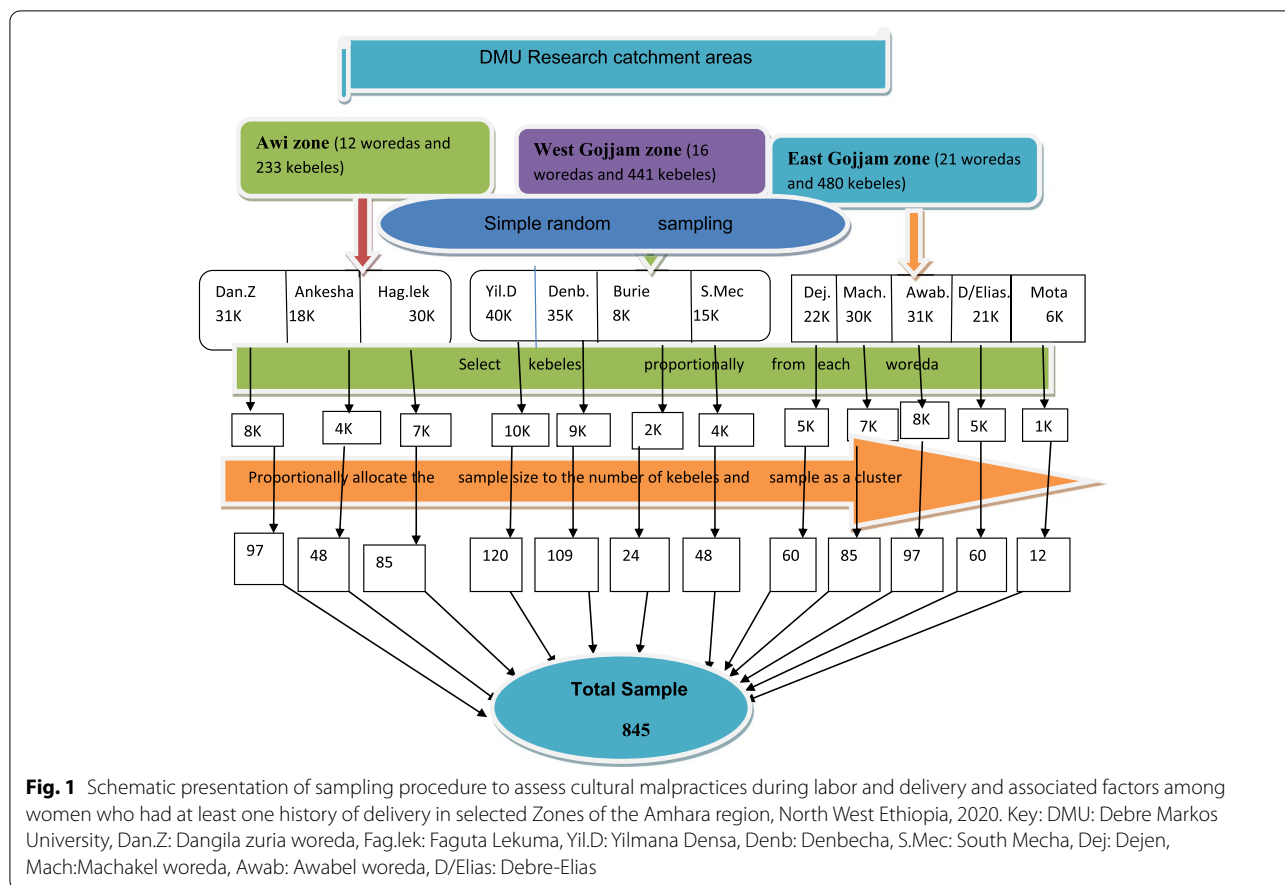 DMU Research catchment areas
Awi zone (12 woredas and
233 kebeles)
West Gojjam zone (16
woredas and 441 kebeles)
East Gojjam zone (21 woredas
and 480 kebeles)
Simple random sampling
Dan.Z Ankesha Hag.lek Yil.D Denb. Burie S.Mec Dej. Mach. Awab. D/Elias. Mota
31K 18K 30K 40K 35K 8K 15K 22K 30K 31K 21K 6K
Select kebeles proportionally from each woreda
8K 4K 7K 10K 9K 2K 4K 5K 7K 8K 5K 1K
Proportionally allocate the sample size to the number of kebeles and sample as a cluster
97 48 85 120 109 24 48 60 85 97 60 12
Total Sample
845
Fig. 1 Schematic presentation of sampling procedure to assess cultural malpractices during labor and delivery and associated factors among
women who had at least one history of delivery in selected Zones of the Amhara region, North West Ethiopia, 2020. Key: DMU: Debre Markos
University, Dan.Z: Dangila zuria woreda, Fag.lek: Faguta Lekuma, Yil.D: Yilmana Densa, Denb: Denbecha, S.Mec: South Mecha, Dej: Dejen,
Mach:Machakel woreda, Awab: Awabel woreda, D/Elias: Debre-Elias